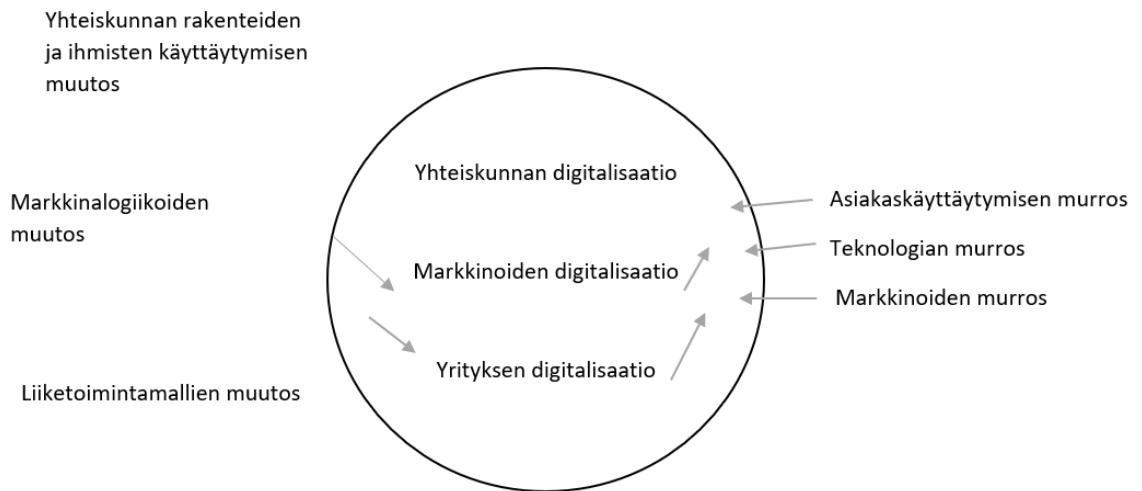 Yhteiskunnan rakenteiden
ja ihmisten käyttäytymisen
muutos
Yhteiskunnan digitalisaatio
Markkinalogiikoiden
muutos
Asiakaskäyttäytymisen murros
Teknologian murros
Markkinoiden digitalisaatio
Markkinoiden murros
Yrityksen digitalisaatio
Liiketoimintamallien muutos